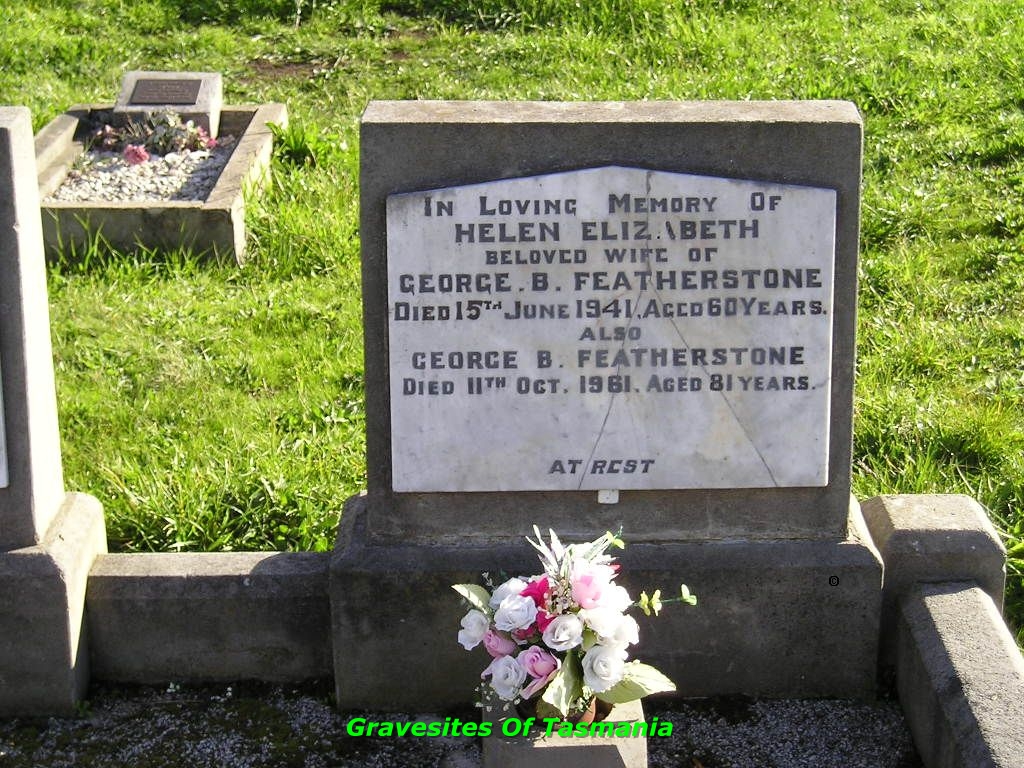 In Loving Memory Of
HELEN ELIZABETH
BELOVED WIFE OF
GEORGE. B. FEATHERSTONE
DIED 15TH JUNE 1941, AGED 60 YEARS.
ALSO
GEORGE B. FEATHERSTONE
DIED 11TH OCT. 1961. AGED 81 YEARS.
AT REST
Gravesites Of Tasmania